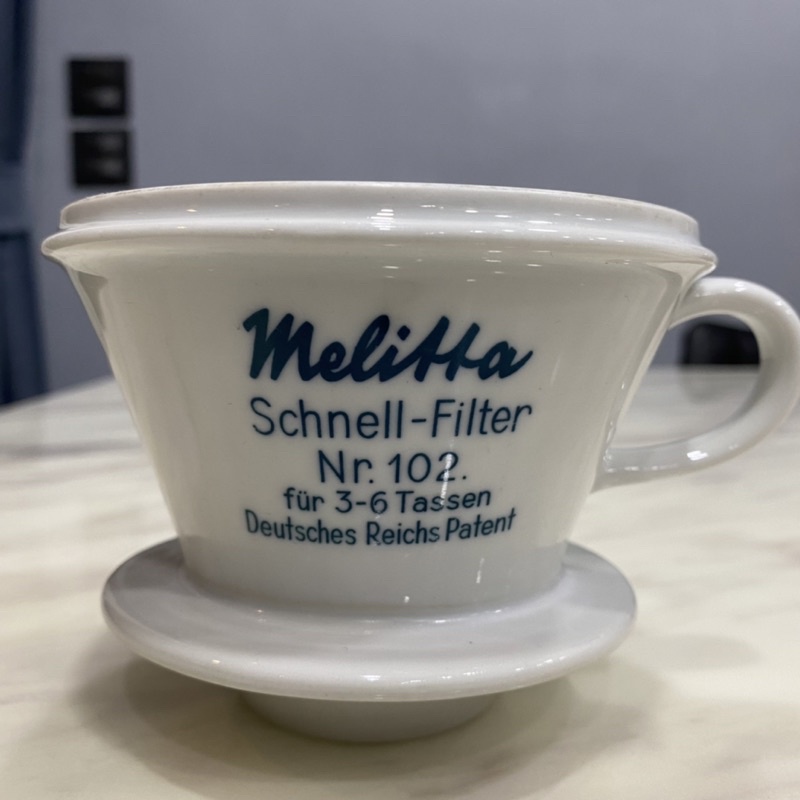 Melitta
Schnell-Filter
Nr. 102.
für 3-6 Tassen
Deutsches Reichs Patent